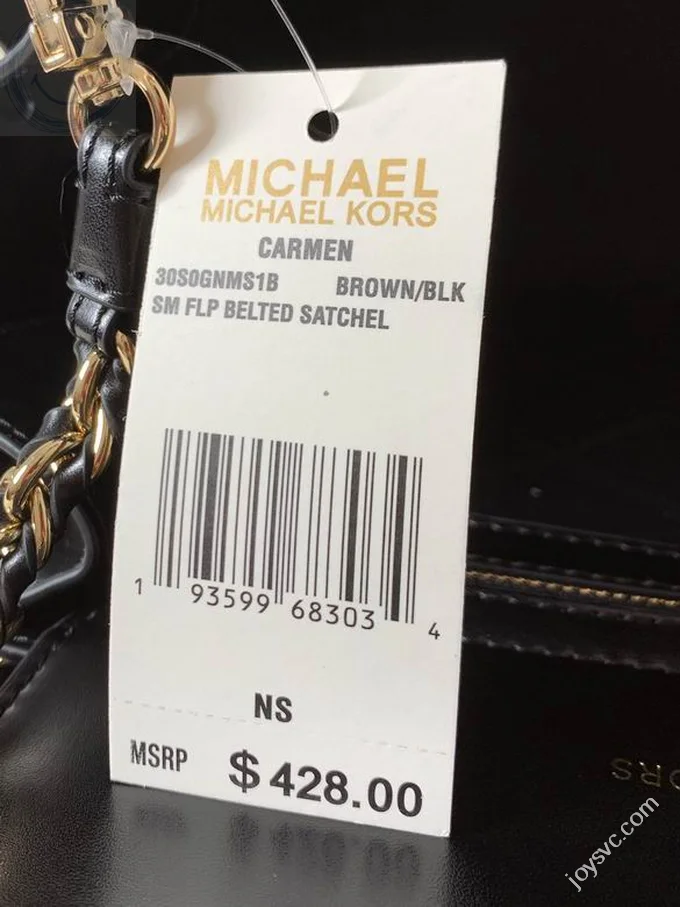 MICHAEL
MICHAEL KORS
CARMEN
30S0GNMS1B BROWN/BLK
SM FLP BELTED SATCHEL
1 93599 68303 4
NS
MSRP $428.00
KORS
joysvc.com